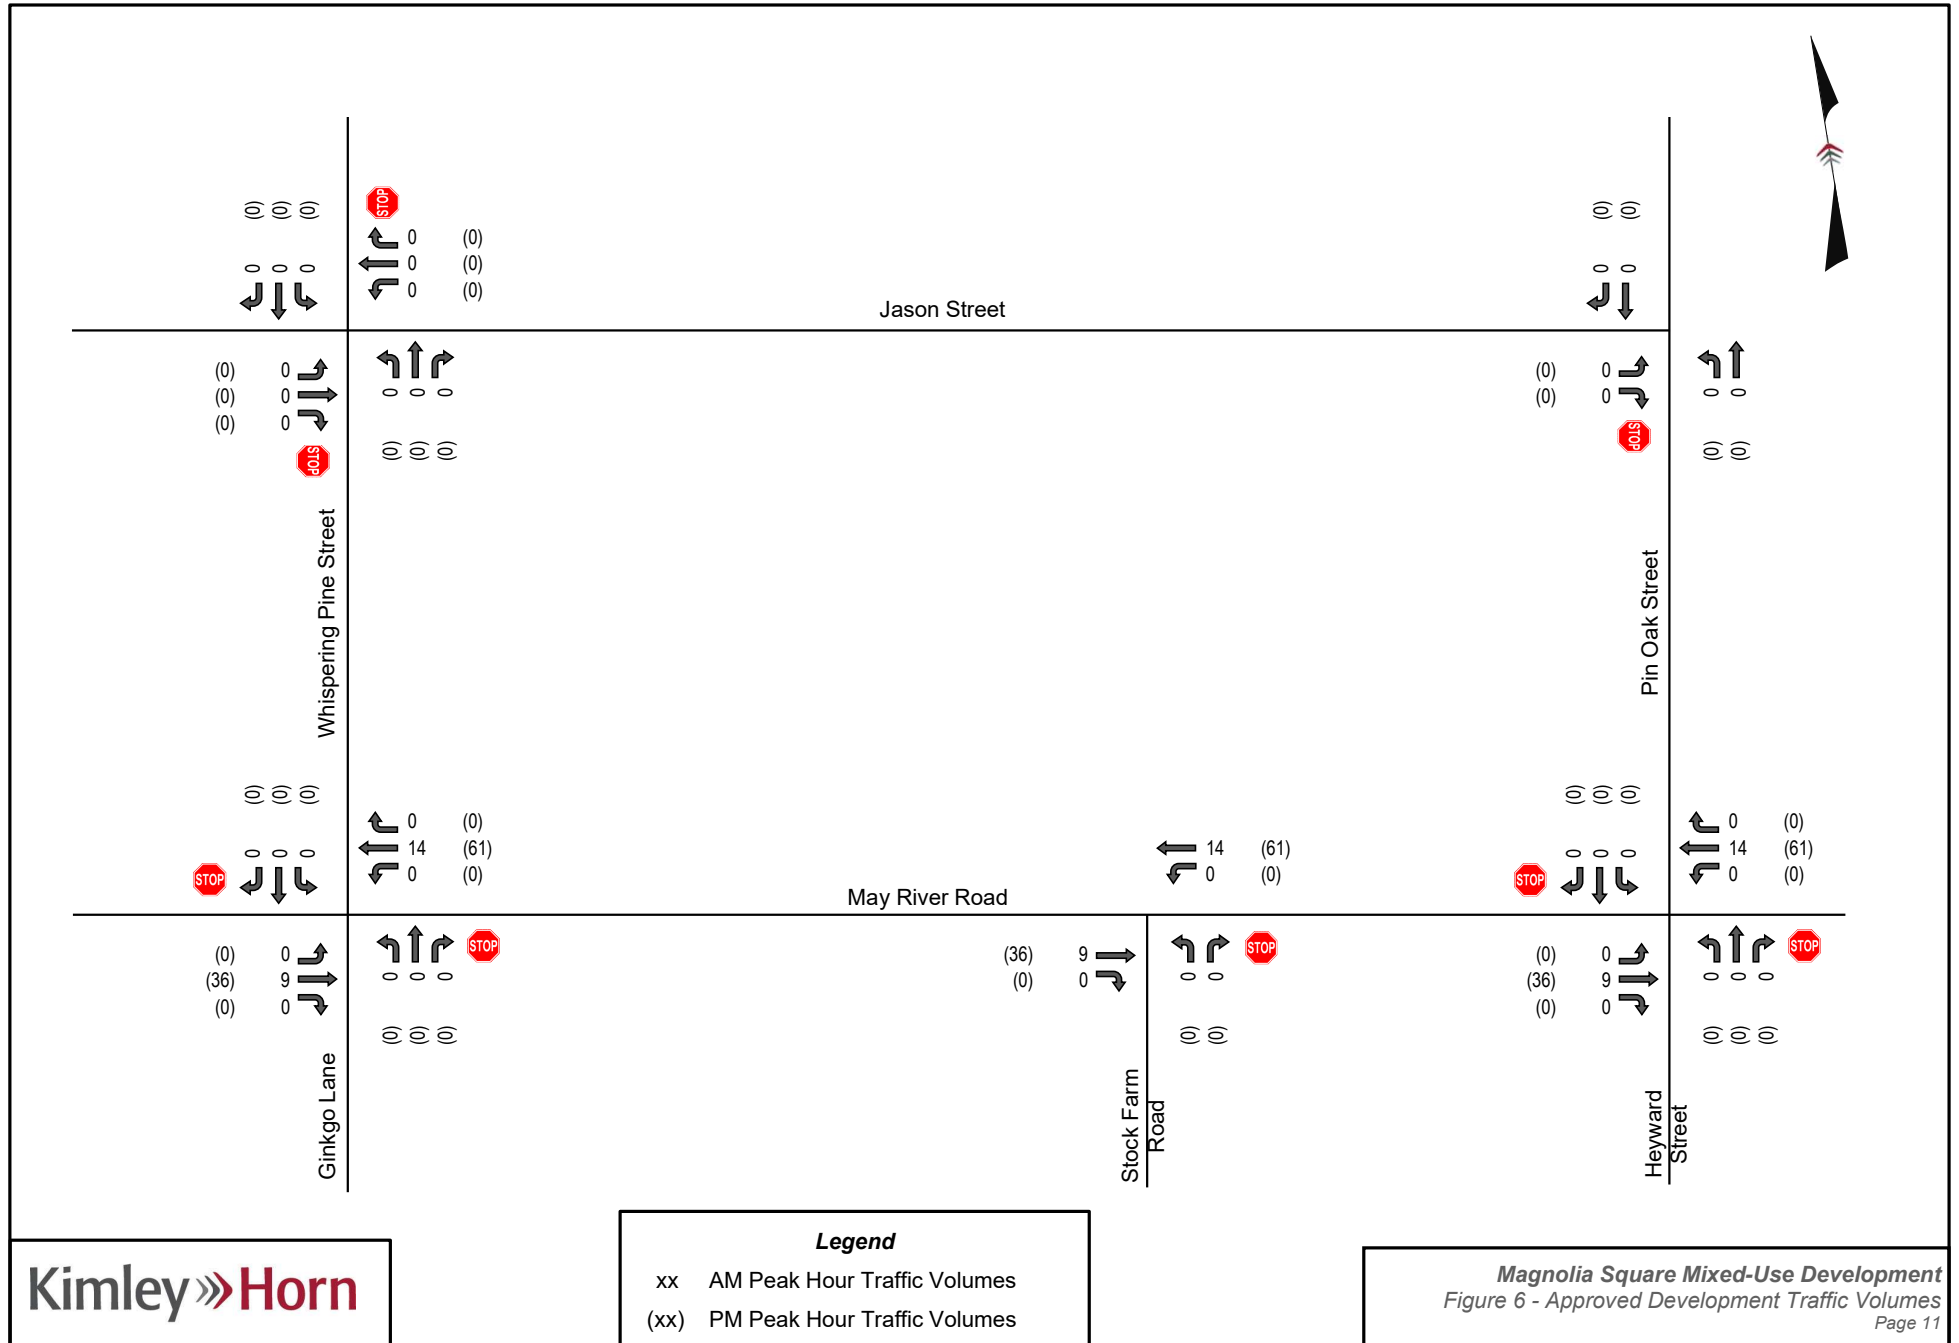 (0) (0) (0)
STOP
0 (0)
0 (0)
0 (0)
0 0 0
(0) (0)
0 0
Jason Street
(0) 0
(0) 0
(0) 0
STOP
0 0 0
(0) (0) (0)
(0) 0
(0) 0
STOP
0 0
(0) (0)
Whispering Pine Street
Pin Oak Street
(0) (0) (0)
0 0 0
STOP
0 (0)
14 (61)
0 (0)
14 (61)
0 (0)
(0) (0) (0)
0 0 0
STOP
0 (0)
14 (61)
0 (0)
May River Road
(0) 0
(36) 9
(0) 0
STOP
0 0 0
(0) (0) (0)
(36) 9
(0) 0
STOP
0 0
(0) (0)
(0) 0
(36) 9
(0) 0
STOP
0 0 0
(0) (0) (0)
Ginkgo Lane
Stock Farm
Road
Heyward
Street
Kimley»Horn
Legend
xx AM Peak Hour Traffic Volumes
(xx) PM Peak Hour Traffic Volumes
Magnolia Square Mixed-Use Development
Figure 6 - Approved Development Traffic Volumes
Page 11